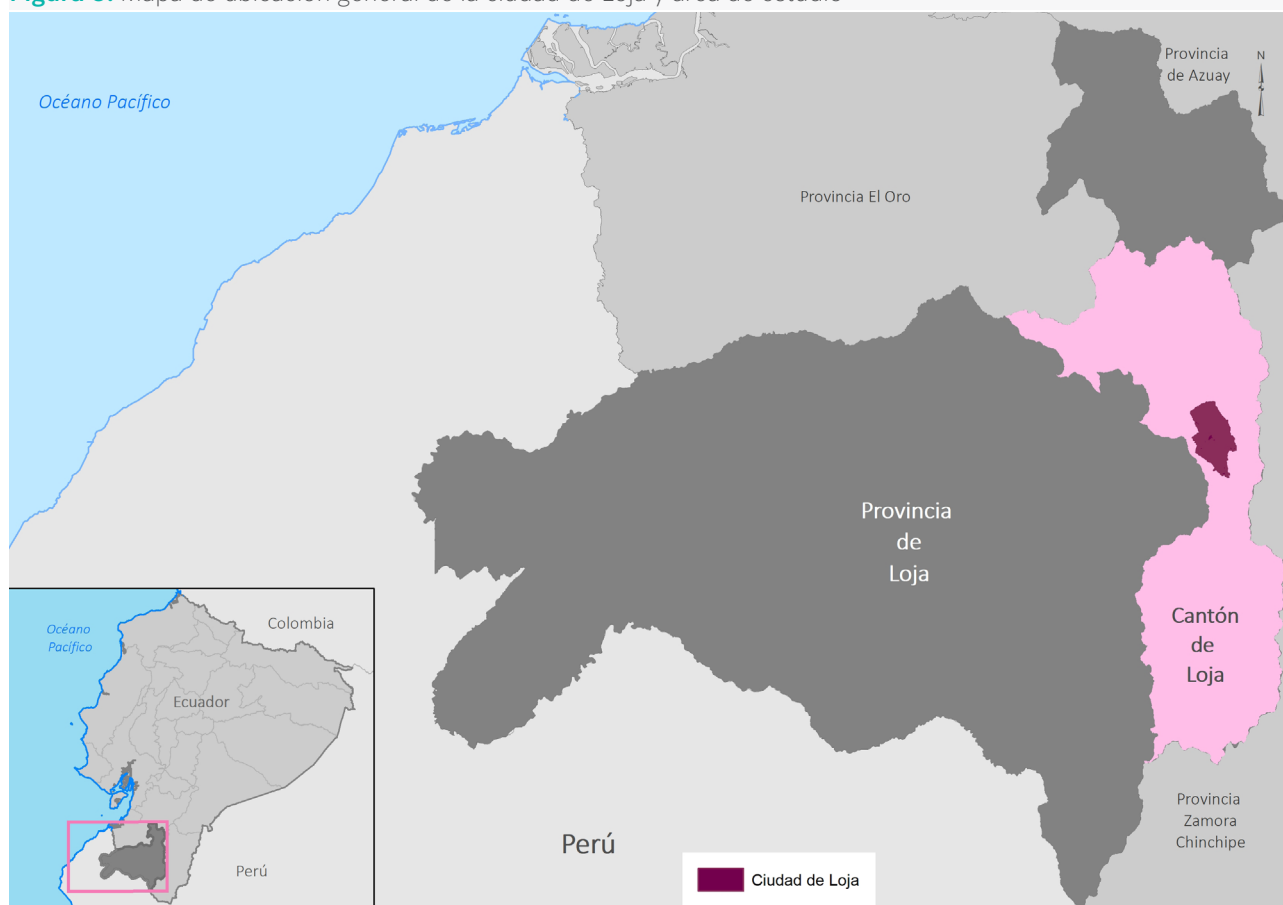 Océano Pacífico
Provincia
de Azuay
N
Provincia El Oro
Provincia
de
Loja
Cantón
de
Loja
Océano
Pacífico
Colombia
Ecuador
Perú
Perú
Provincia
Zamora
Chinchipe
Ciudad de Loja